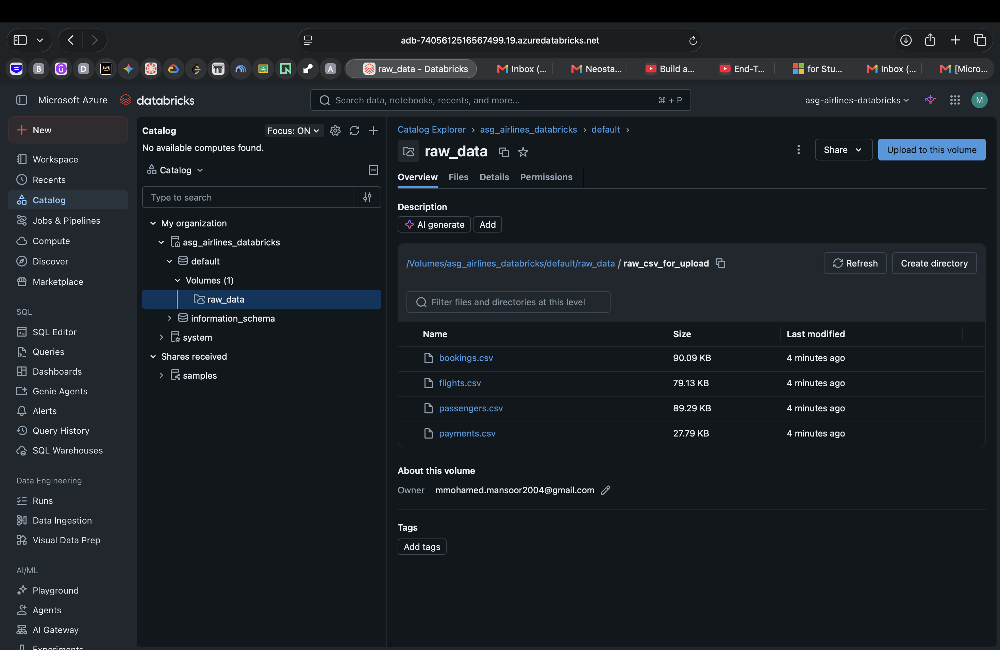 adb-7405612516567499.19.azuredatabricks.net
B
D
aws
A
raw_data - Databricks
Inbox (...
Neosta...
Build a...
End-T...
for Stu...
Inbox (...
[Micro...
Microsoft Azure
databricks
Search data, notebooks, recents, and more...
⌘ + P
asg-airlines-databricks
M
New
Workspace
Recents
Catalog
Jobs & Pipelines
Compute
Discover
Marketplace
SQL
SQL Editor
Queries
Dashboards
Genie Agents
Alerts
Query History
SQL Warehouses
Data Engineering
Runs
Data Ingestion
Visual Data Prep
AI/ML
Playground
Agents
AI Gateway
Experiments
Catalog
Focus: ON
No available computes found.
Catalog
Type to search
My organization
asg_airlines_databricks
default
Volumes (1)
raw_data
information_schema
system
Shares received
samples
Catalog Explorer › asg_airlines_databricks › default ›
raw_data
Share
Upload to this volume
Overview Files Details Permissions
Description
AI generate
Add
/Volumes/asg_airlines_databricks/default/raw_data / raw_csv_for_upload
Refresh
Create directory
Filter files and directories at this level
Name Size Last modified
bookings.csv 90.09 KB 4 minutes ago
flights.csv 79.13 KB 4 minutes ago
passengers.csv 89.29 KB 4 minutes ago
payments.csv 27.79 KB 4 minutes ago
About this volume
Owner mmohamed.mansoor2004@gmail.com
Tags
Add tags